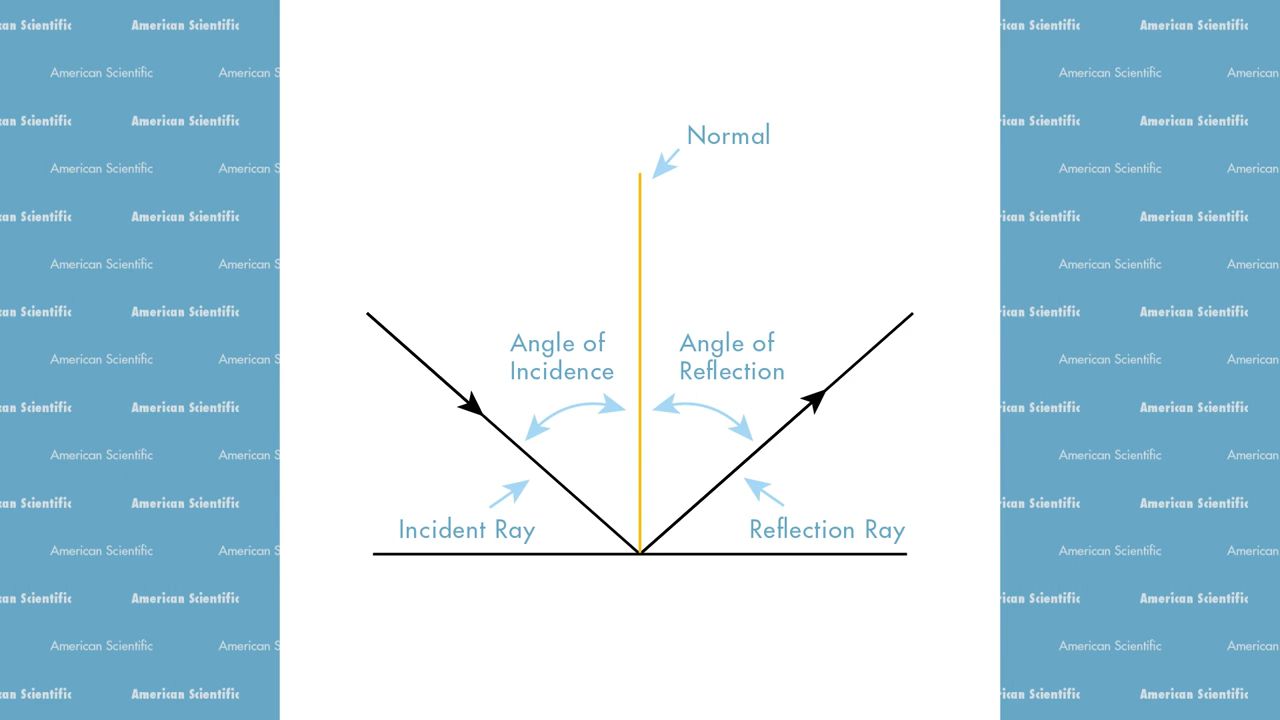 American Scientific
Normal
Angle of
Incidence
Angle of
Reflection
Incident Ray
Reflection Ray